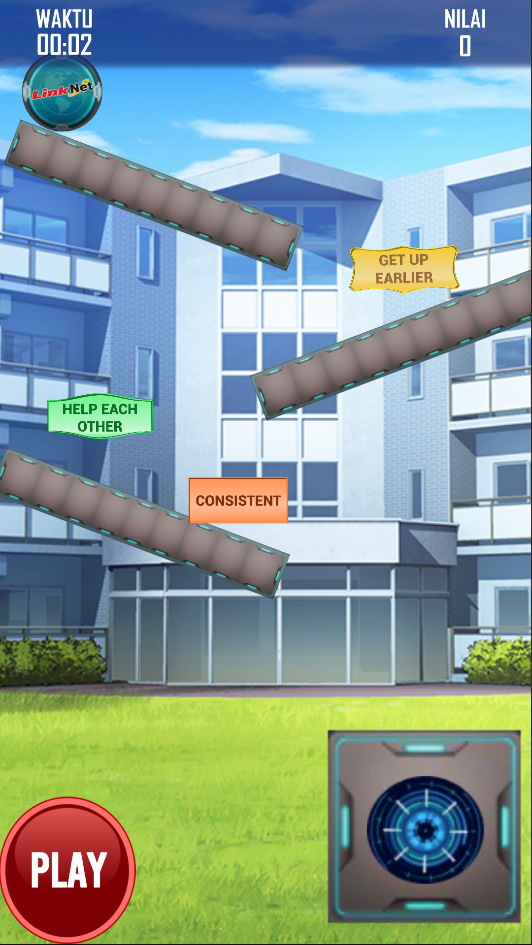 WAKTU
00:02
NILAI
0
LinkNet
GET UP
EARLIER
HELP EACH
OTHER
CONSISTENT
PLAY